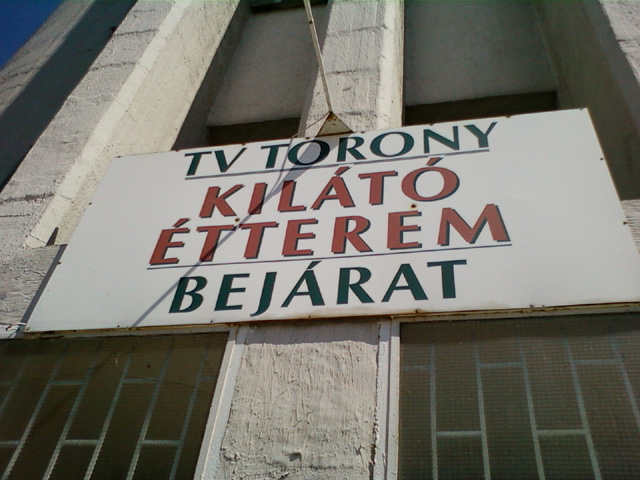 TV TORONY
KILÁTÓ
ÉTTEREM
BEJÁRAT